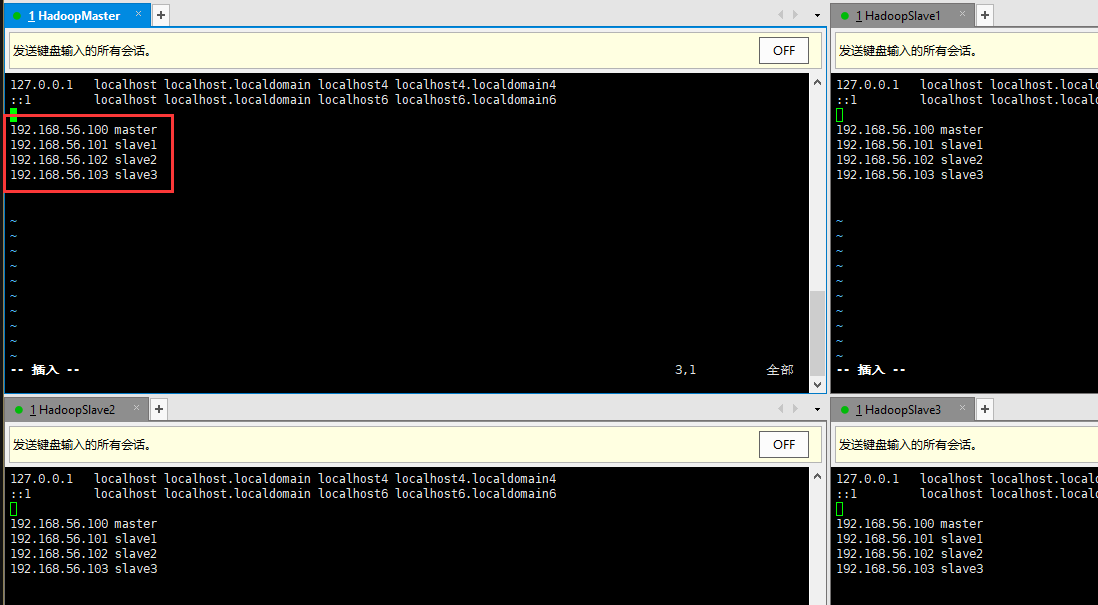 1 HadoopMaster × +
发送键盘输入的所有会话。 OFF
127.0.0.1 localhost localhost.localdomain localhost4 localhost4.localdomain4
::1 localhost localhost.localdomain localhost6 localhost6.localdomain6
192.168.56.100 master
192.168.56.101 slave1
192.168.56.102 slave2
192.168.56.103 slave3
~
~
~
~
~
~
~
~
~
~
-- 插入 -- 3,1 全部
1 HadoopSlave1 × +
发送键盘输入的所有会话。
127.0.0.1 localhost localhost.locald
::1 localhost localhost.locald
192.168.56.100 master
192.168.56.101 slave1
192.168.56.102 slave2
192.168.56.103 slave3
~
~
~
~
~
~
~
~
~
~
-- 插入 --
1 HadoopSlave2 × +
发送键盘输入的所有会话。 OFF
127.0.0.1 localhost localhost.localdomain localhost4 localhost4.localdomain4
::1 localhost localhost.localdomain localhost6 localhost6.localdomain6
192.168.56.100 master
192.168.56.101 slave1
192.168.56.102 slave2
192.168.56.103 slave3
1 HadoopSlave3 × +
发送键盘输入的所有会话。
127.0.0.1 localhost localhost.locald
::1 localhost localhost.locald
192.168.56.100 master
192.168.56.101 slave1
192.168.56.102 slave2
192.168.56.103 slave3